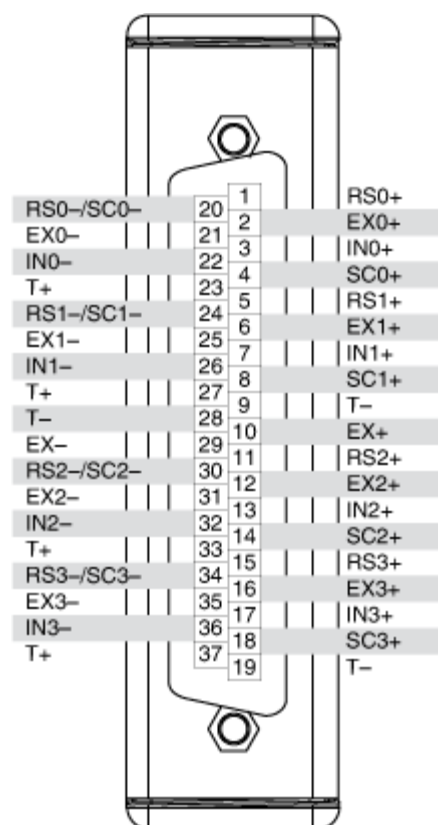 1 RS0+
RS0–/SC0– 20
2 EX0+
EX0– 21
3 IN0+
IN0– 22
4 SC0+
T+ 23
5 RS1+
RS1–/SC1– 24
6 EX1+
EX1– 25
7 IN1+
IN1– 26
8 SC1+
T+ 27
9 T–
T– 28
10 EX+
EX– 29
11 RS2+
RS2–/SC2– 30
12 EX2+
EX2– 31
13 IN2+
IN2– 32
14 SC2+
T+ 33
15 RS3+
RS3–/SC3– 34
16 EX3+
EX3– 35
17 IN3+
IN3– 36
18 SC3+
T+ 37
19 T–